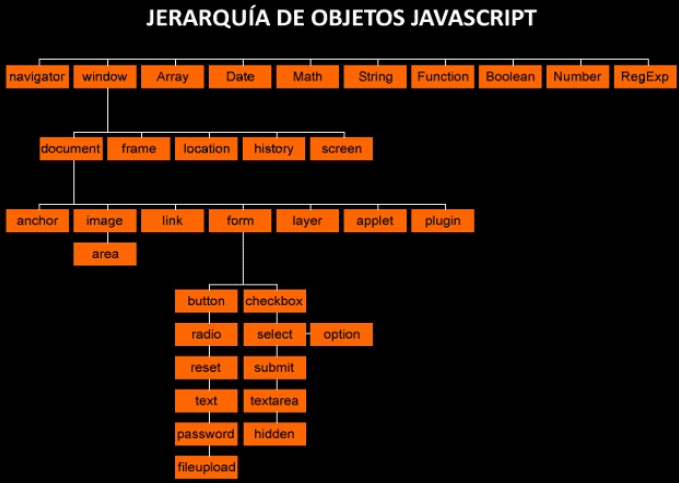 JERARQUÍA DE OBJETOS JAVASCRIPT
navigator window Array Date Math String Function Boolean Number RegExp
document frame location history screen
anchor image link form layer applet plugin
area
button checkbox
radio select option
reset submit
text textarea
password hidden
fileupload